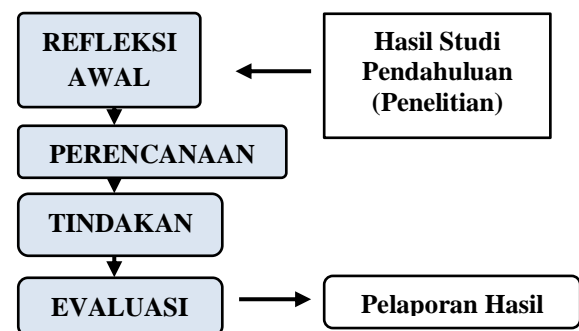 REFLEKSI
AWAL
Hasil Studi
Pendahuluan
(Penelitian)
PERENCANAAN
TINDAKAN
EVALUASI
Pelaporan Hasil